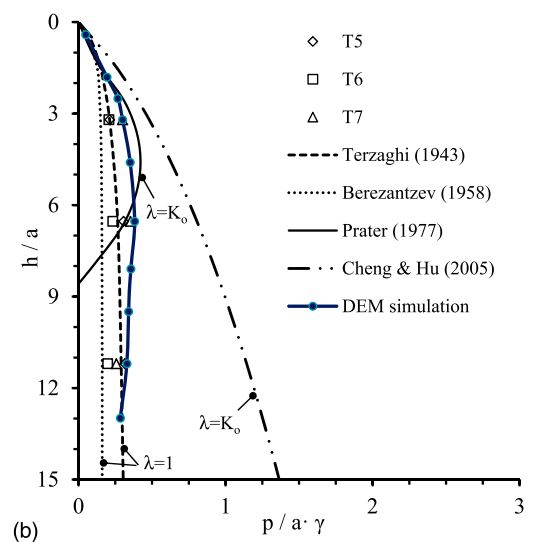 0
3
6
9
12
15
h / a
0
1
2
3
p / a· γ
T5
T6
T7
Terzaghi (1943)
Berezantzev (1958)
Prater (1977)
Cheng & Hu (2005)
DEM simulation
λ=Ko
λ=Ko
λ=1
(b)